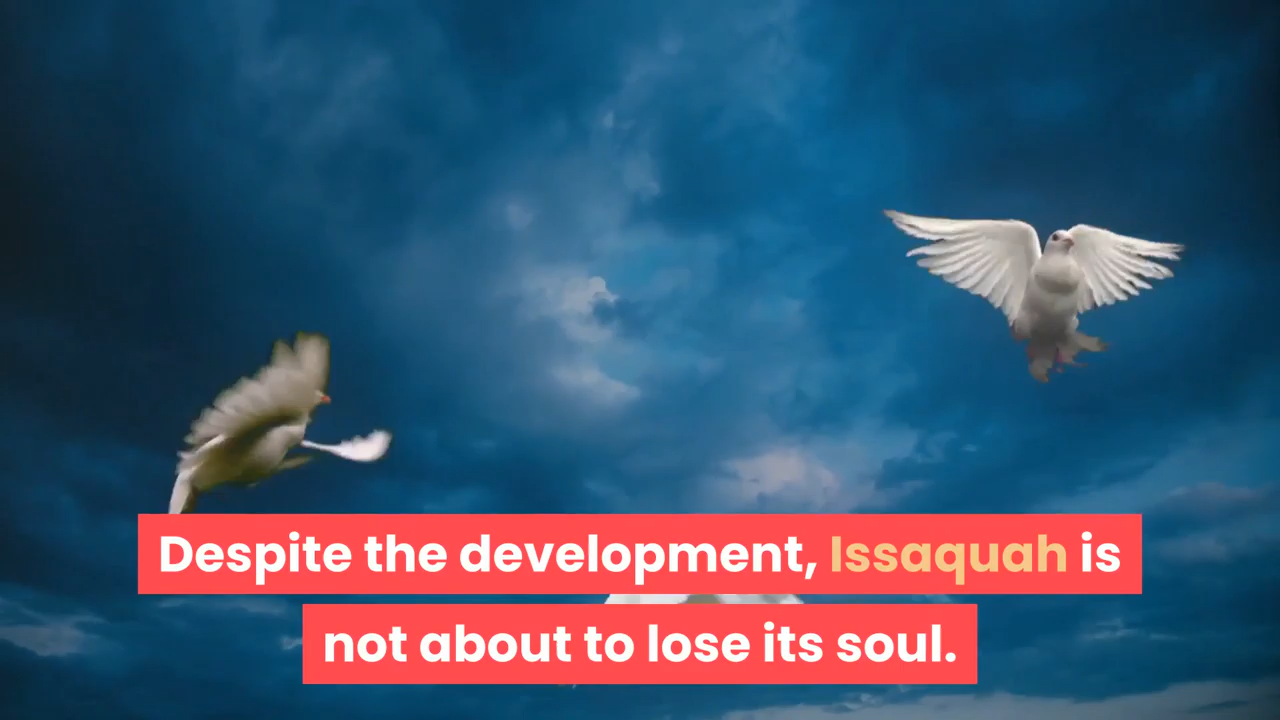 Despite the development, Issaquah is
not about to lose its soul.